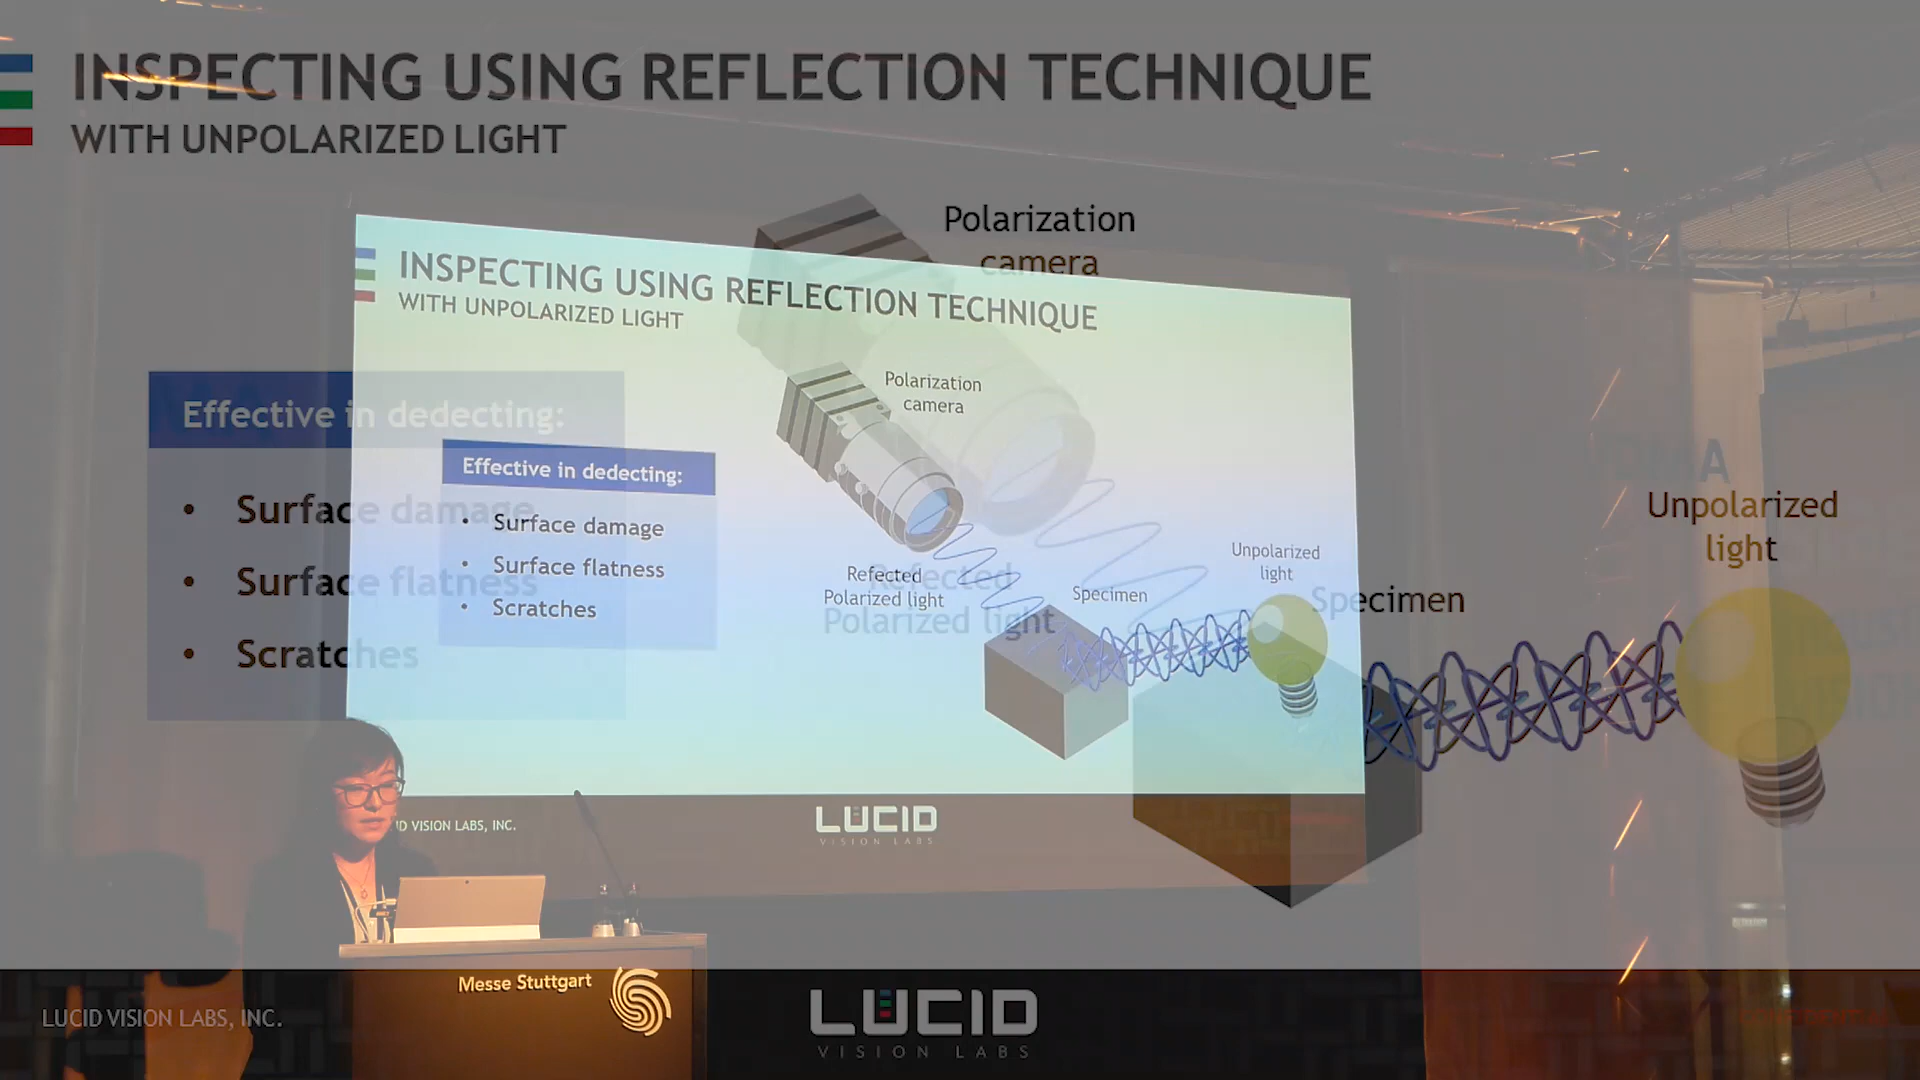 INSPECTING USING REFLECTION TECHNIQUE
WITH UNPOLARIZED LIGHT
Polarization
camera
Effective in dedecting:
• Surface damage
• Surface flatness
• Scratches
Refected
Polarized light
Specimen
Unpolarized
light
LUCID VISION LABS, INC.
LUCID
VISION LABS
CONFIDENTIAL
INSPECTING USING REFLECTION TECHNIQUE
WITH UNPOLARIZED LIGHT
Polarization
camera
Effective in dedecting:
• Surface damage
• Surface flatness
• Scratches
Refected
Polarized light
Specimen
Unpolarized
light
ID VISION LABS, INC.
LUCID
VISION LABS
Messe Stuttgart